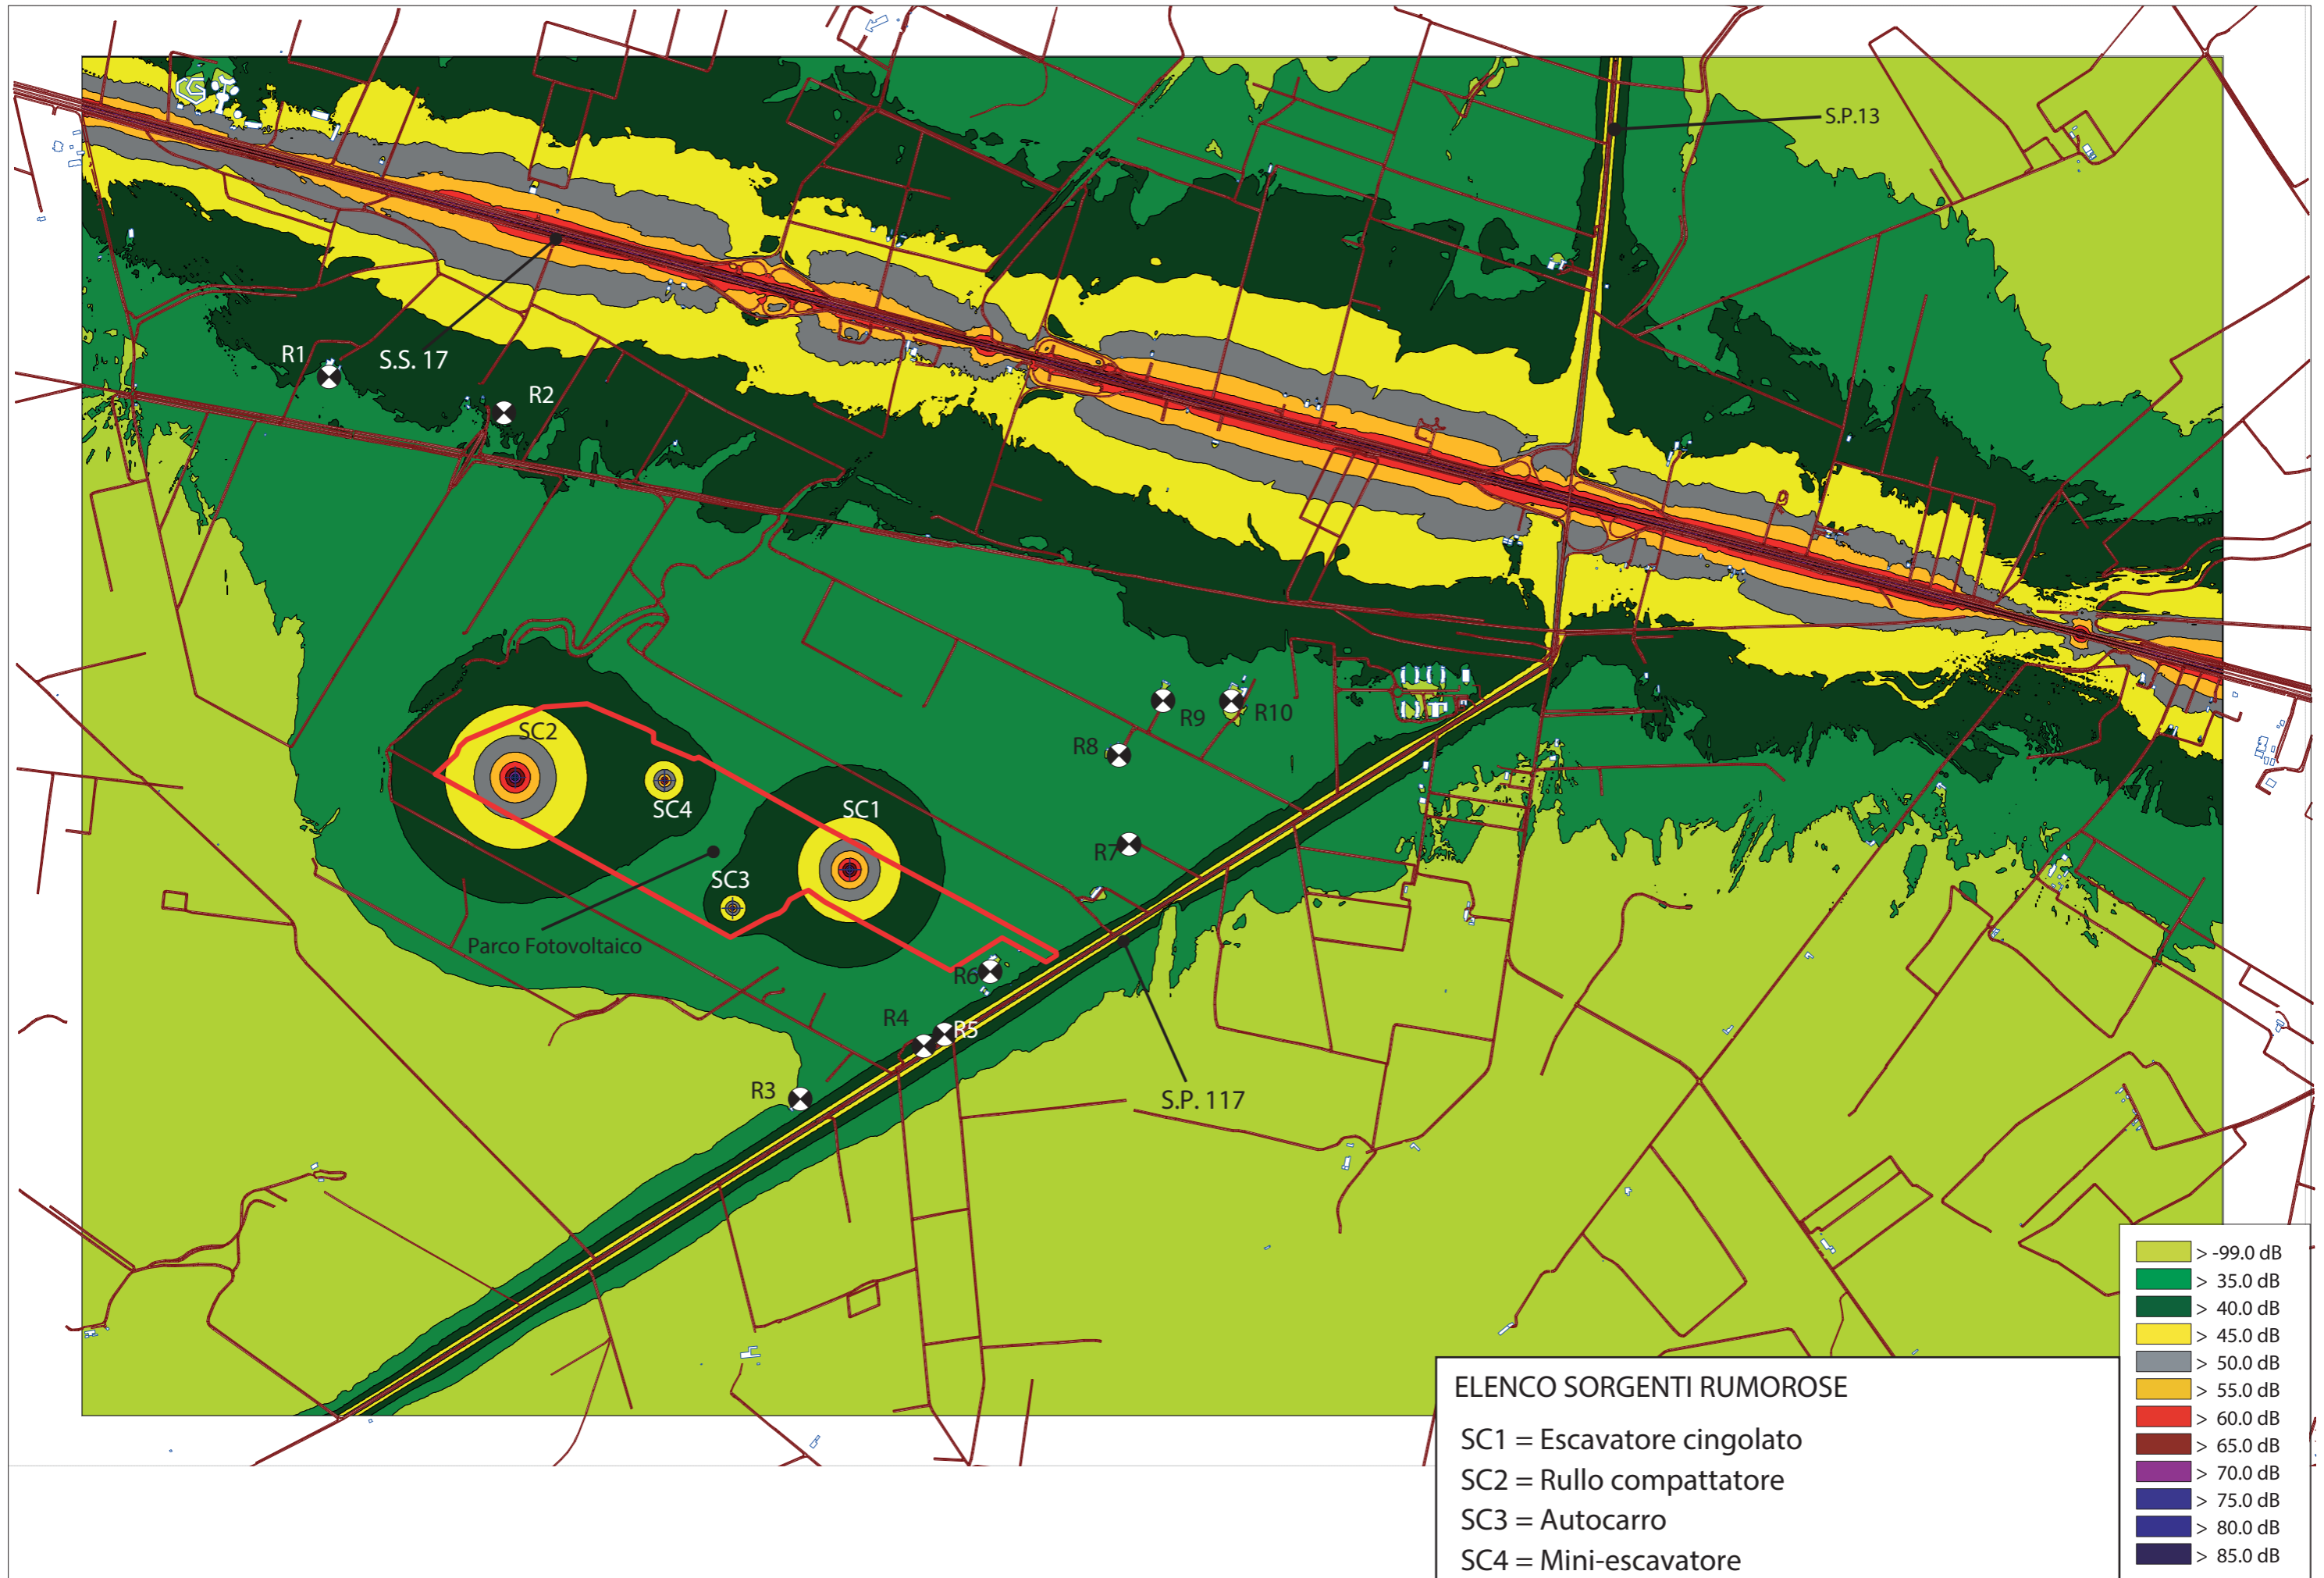 S.P.13
R1
S.S. 17
R2
SC2
SC4
SC1
SC3
Parco Fotovoltaico
R9
R10
R8
R7
R6
R4
R5
R3
S.P. 117
> -99.0 dB
> 35.0 dB
> 40.0 dB
> 45.0 dB
> 50.0 dB
> 55.0 dB
> 60.0 dB
> 65.0 dB
> 70.0 dB
> 75.0 dB
> 80.0 dB
> 85.0 dB
ELENCO SORGENTI RUMOROSE
SC1 = Escavatore cingolato
SC2 = Rullo compattatore
SC3 = Autocarro
SC4 = Mini-escavatore